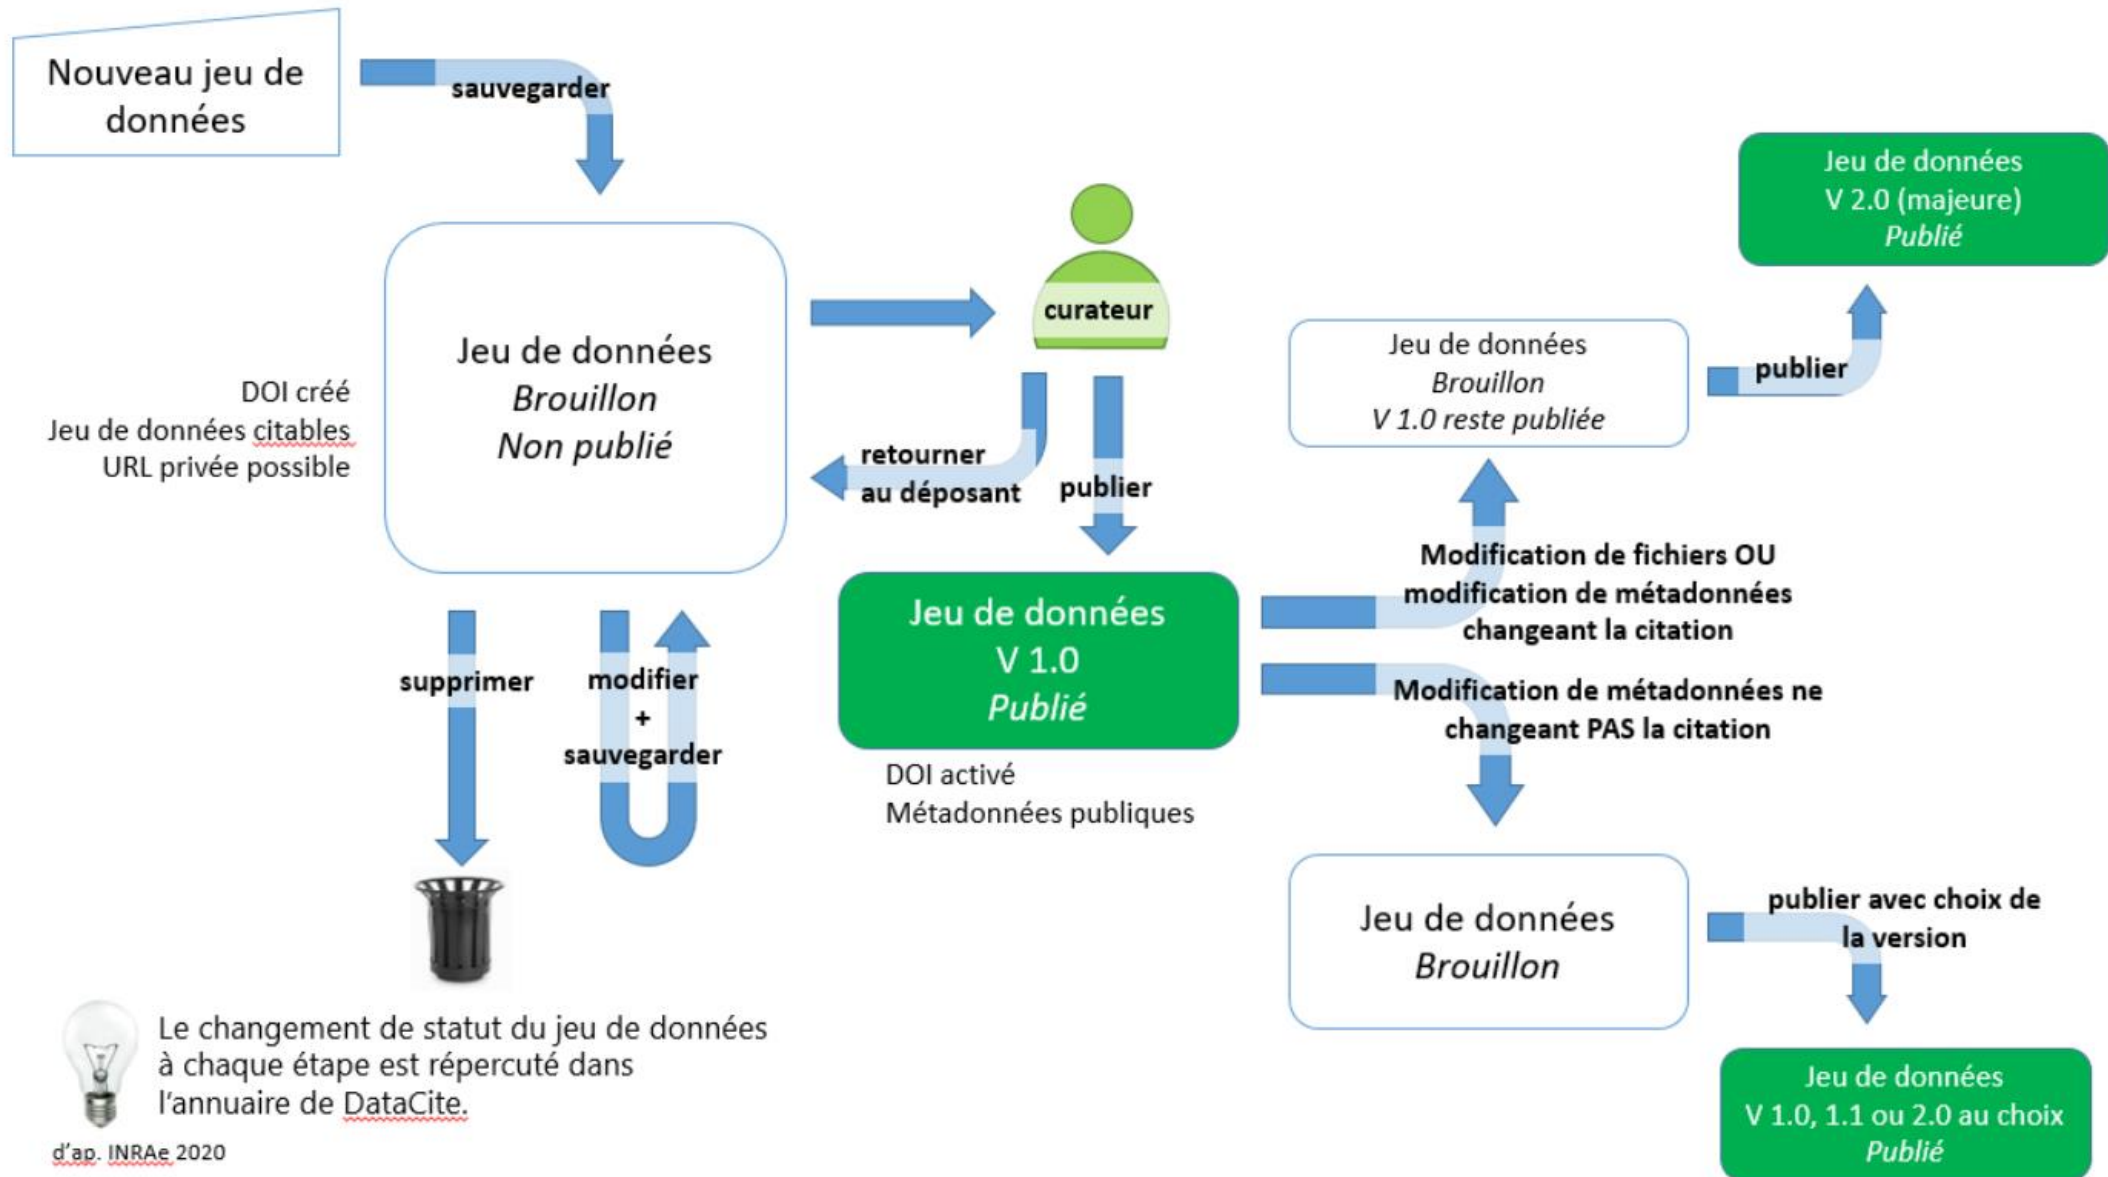 Nouveau jeu de
données
sauvegarder
Jeu de données
Brouillon
Non publié
DOI créé
Jeu de données citables
URL privée possible
curateur
retourner
au déposant
publier
supprimer
modifier
+
sauvegarder
Jeu de données
V 1.0
Publié
DOI activé
Métadonnées publiques
Modification de fichiers OU
modification de métadonnées
changeant la citation
Jeu de données
Brouillon
V 1.0 reste publiée
publier
Jeu de données
V 2.0 (majeure)
Publié
Modification de métadonnées ne
changeant PAS la citation
Jeu de données
Brouillon
publier avec choix de
la version
Jeu de données
V 1.0, 1.1 ou 2.0 au choix
Publié
Le changement de statut du jeu de données
à chaque étape est répercuté dans
l'annuaire de DataCite.
d'ap. INRAe 2020